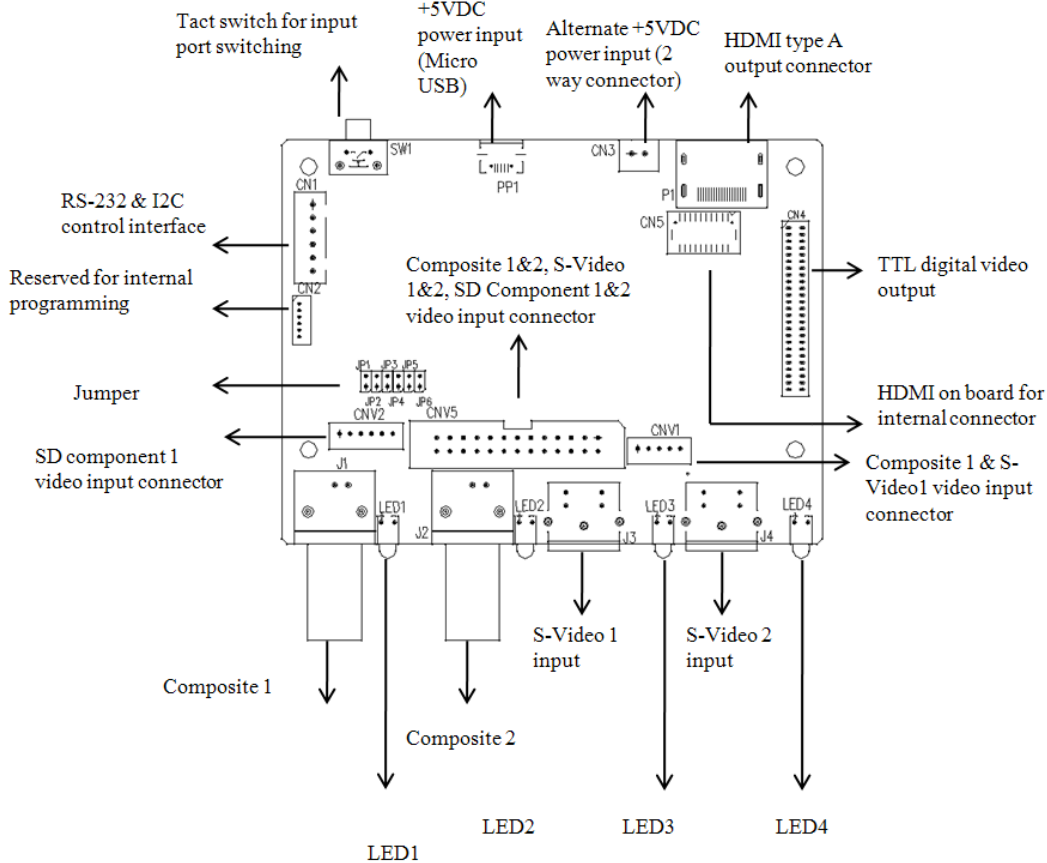 Tact switch for input
port switching
+5VDC
power input
(Micro
USB)
Alternate +5VDC
power input (2
way connector)
HDMI type A
output connector
SW1
PP1
CN3
P1
CN5
CN4
CN1
RS-232 & I2C
control interface
Reserved for internal
programming
CN2
Composite 1&2, S-Video
1&2, SD Component 1&2
video input connector
TTL digital video
output
Jumper
JP1 JP3 JP5
JP2 JP4 JP6
CNV2
CNV5
CNV1
HDMI on board for
internal connector
SD component 1
video input connector
Composite 1 & S-
Video1 video input
connector
J1
LED1
J2
LED2
J3
LED3
J4
LED4
S-Video 1
input
S-Video 2
input
Composite 1
Composite 2
LED2
LED3
LED4
LED1